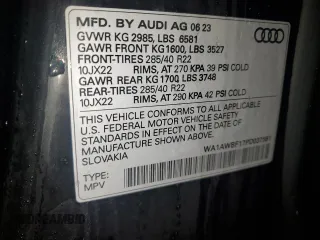 MFD. BY AUDI AG 06 23
GVWR KG 2985, LBS 6581
GAWR FRONT KG1600, LBS 3527
FRONT-TIRES 285/40 R22
10JX22 RIMS, AT 270 KPA 39 PSI COLD
GAWR REAR KG 1700, LBS 3748
REAR-TIRES 285/40 R22
10JX22 RIMS, AT 290 KPA 42 PSI COLD
THIS VEHICLE CONFORMS TO ALL APPLICABLE
U.S. FEDERAL MOTOR VEHICLE
STANDARDS IN EFFECT ON THE DATE OF
MANUFACTURE SHOWN ABOVE
SLOVAKIA
TYPE:
MPV